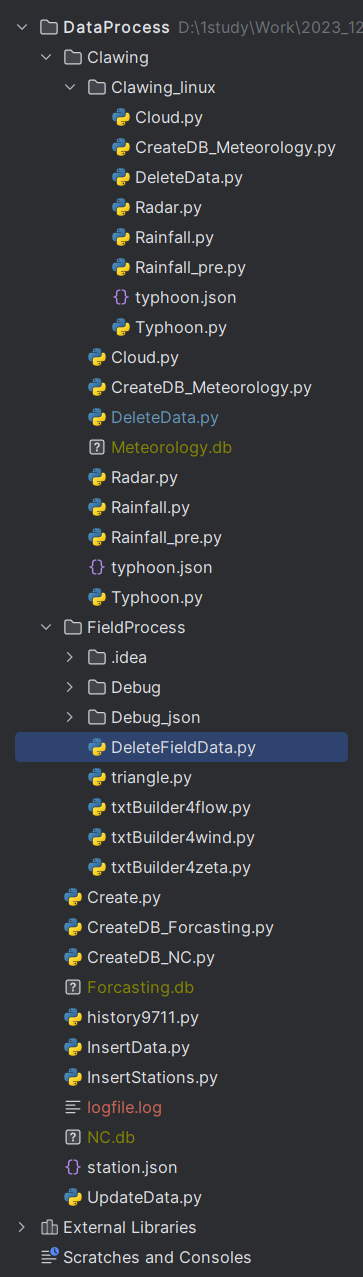 DataProcess D:\1study\Work\2023_12
Clawing
Clawing_linux
Cloud.py
CreateDB_Meteorology.py
DeleteData.py
Radar.py
Rainfall.py
Rainfall_pre.py
typhoon.json
Typhoon.py
Cloud.py
CreateDB_Meteorology.py
DeleteData.py
Meteorology.db
Radar.py
Rainfall.py
Rainfall_pre.py
typhoon.json
Typhoon.py
FieldProcess
.idea
Debug
Debug_json
DeleteFieldData.py
triangle.py
txtBuilder4flow.py
txtBuilder4wind.py
txtBuilder4zeta.py
Create.py
CreateDB_Forcasting.py
CreateDB_NC.py
Forcasting.db
history9711.py
InsertData.py
InsertStations.py
logfile.log
NC.db
station.json
UpdateData.py
External Libraries
Scratches and Consoles